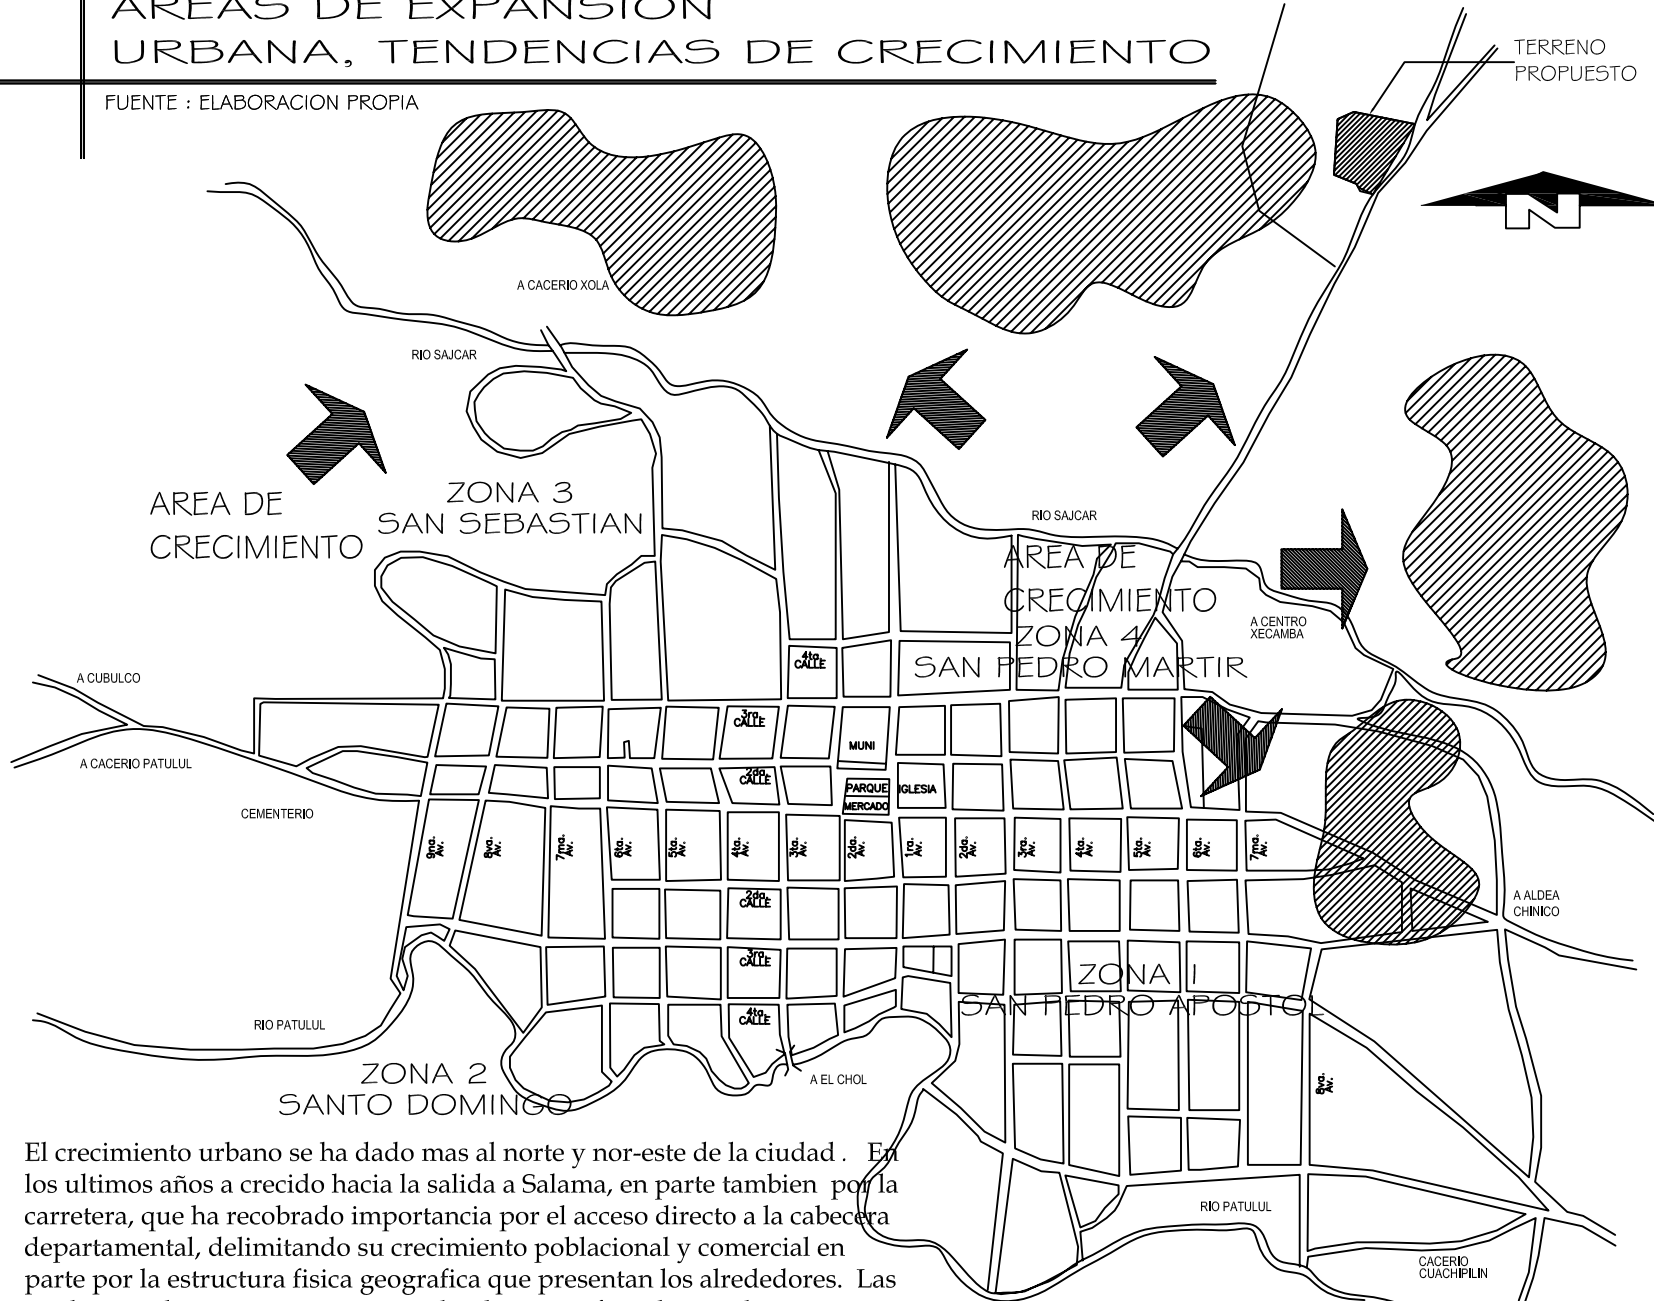 AREAS DE EXPANSION
URBANA, TENDENCIAS DE CRECIMIENTO
FUENTE : ELABORACION PROPIA
TERRENO
PROPUESTO
N
A CACERIO XOLA
RIO SAJCAR
AREA DE
CRECIMIENTO
ZONA 3
SAN SEBASTIAN
RIO SAJCAR
AREA DE
CRECIMIENTO
ZONA 4
SAN PEDRO MARTIR
A CENTRO
XECAMBA
A CUBULCO
A CACERIO PATULUL
CEMENTERIO
4ta.
CALLE
3ra.
CALLE
2da.
CALLE
MUNI
PARQUE
MERCADO
IGLESIA
9na.
Av.
8va.
Av.
7ma.
Av.
6ta.
Av.
5ta.
Av.
4ta.
Av.
3ta.
Av.
2da.
Av.
1ra.
Av.
2da.
Av.
3ra.
Av.
4ta.
Av.
5ta.
Av.
6ta.
Av.
7ma.
Av.
2da.
CALLE
3ra.
CALLE
4ta.
CALLE
A ALDEA
CHINICO
ZONA 1
SAN PEDRO APOSTOL
RIO PATULUL
ZONA 2
SANTO DOMINGO
A EL CHOL
8va.
Av.
RIO PATULUL
CACERIO
CUACHIPILIN
El crecimiento urbano se ha dado mas al norte y nor-este de la ciudad .  En
los ultimos años a crecido hacia la salida a Salama, en parte tambien  por la
carretera, que ha recobrado importancia por el acceso directo a la cabecera
departamental, delimitando su crecimiento poblacional y comercial en
parte por la estructura fisica geografica que presentan los alrededores.  Las